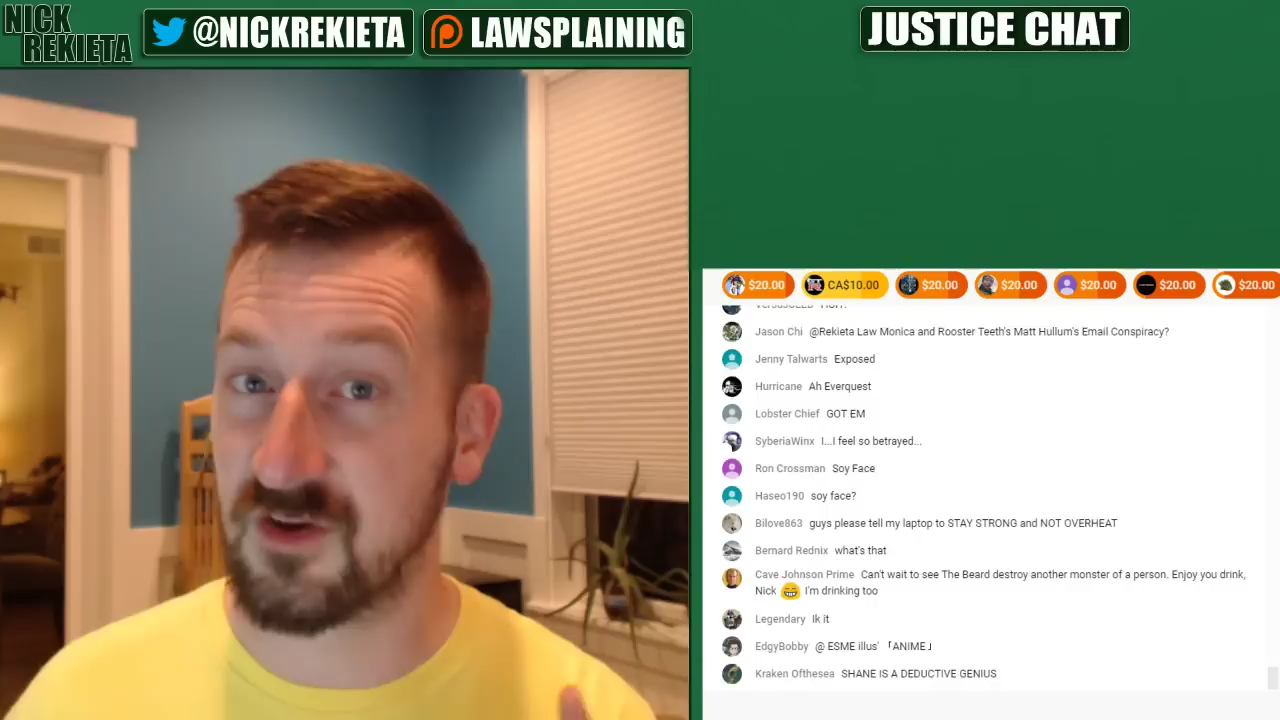 NICK
REKIETA
@NICKREKIETA
LAWSPLAINING
JUSTICE CHAT
$20.00
CA$10.00
$20.00
$20.00
$20.00
$20.00
$20.00
Jason Chi @Rekieta Law Monica and Rooster Teeth's Matt Hullum's Email Conspiracy?
Jenny Talwarts Exposed
Hurricane Ah Everquest
Lobster Chief GOT EM
SyberiaWinx I...I feel so betrayed...
Ron Crossman Soy Face
Haseo190 soy face?
Bilove863 guys please tell my laptop to STAY STRONG and NOT OVERHEAT
Bernard Rednix what's that
Cave Johnson Prime Can't wait to see The Beard destroy another monster of a person. Enjoy you drink,
Nick 😁 I'm drinking too
Legendary Ik it
EdgyBobby @ ESME illus' 「ANIME」
Kraken Ofthesea SHANE IS A DEDUCTIVE GENIUS